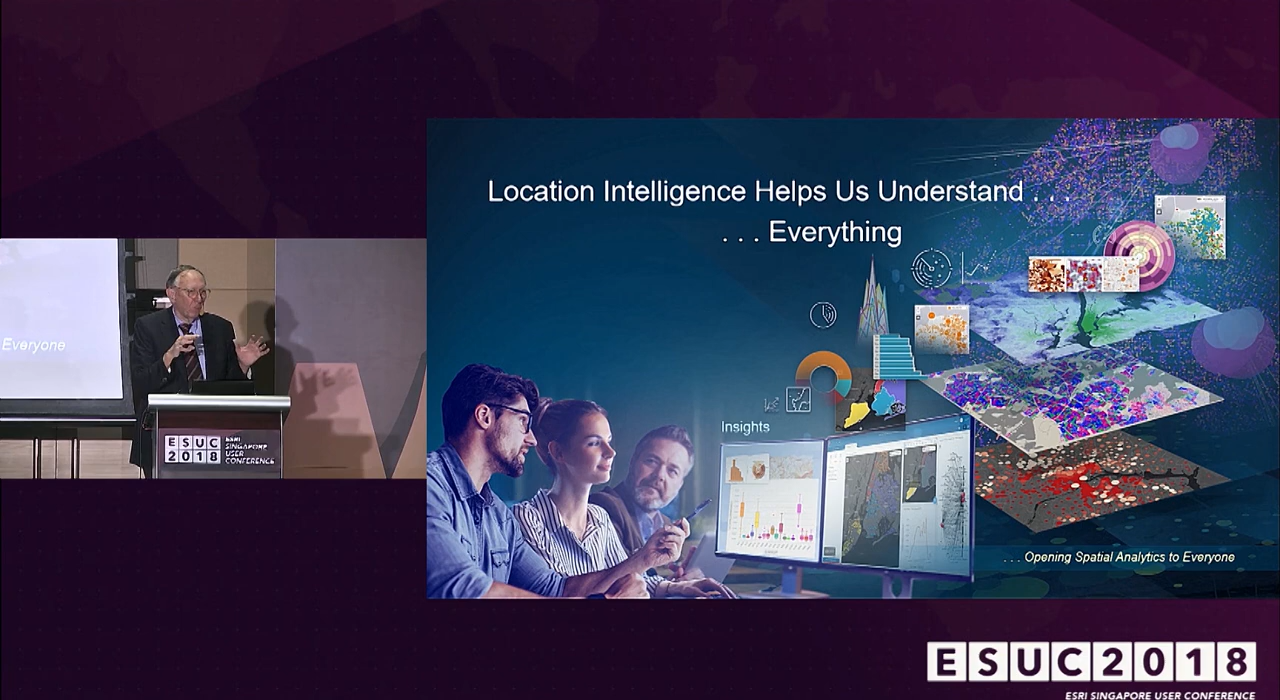 Location Intelligence Helps Us Understand . . .
. . . Everything
Everyone
Insights
ESUC
2018
ESRI
SINGAPORE
USER
CONFERENCE
. . . Opening Spatial Analytics to Everyone
ESUC2018
ESRI SINGAPORE USER CONFERENCE